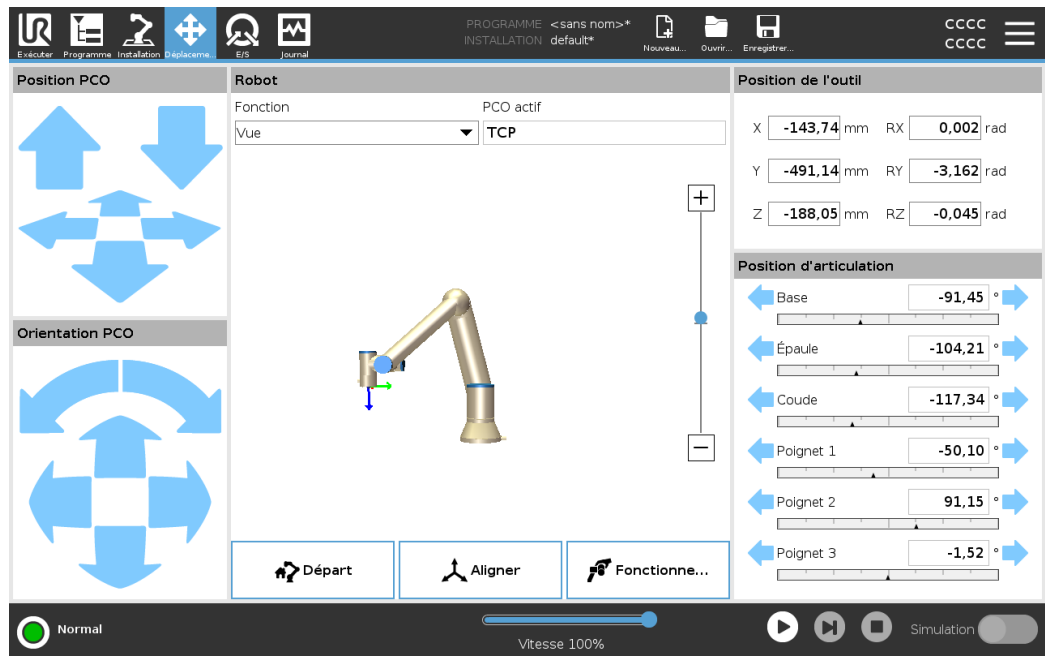 PROGRAMME <sans nom>*
INSTALLATION default*
CCCC
CCCC
Exécuter Programme Installation Déplaceme... E/S Journal Nouveau... Ouvrir... Enregistrer...
Position PCO
Robot
Position de l'outil
Fonction
PCO actif
Vue
TCP
X -143,74 mm RX 0,002 rad
Y -491,14 mm RY -3,162 rad
Z -188,05 mm RZ -0,045 rad
Position d'articulation
Base -91,45 °
Épaule -104,21 °
Coude -117,34 °
Poignet 1 -50,10 °
Poignet 2 91,15 °
Poignet 3 -1,52 °
Orientation PCO
Départ
Aligner
Fonctionne...
Normal
Vitesse 100%
Simulation